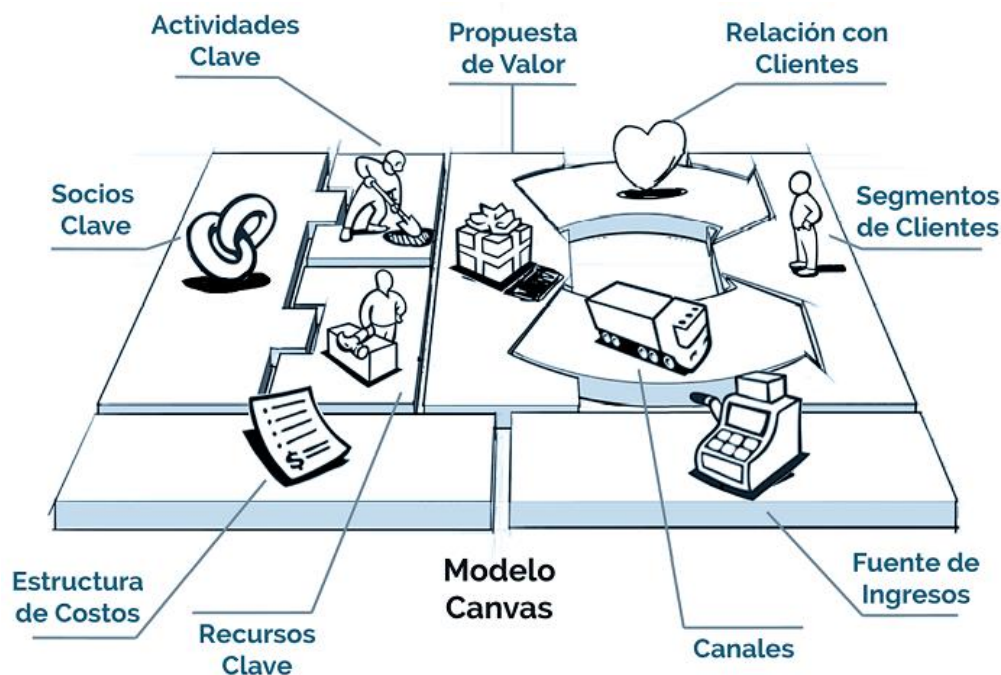 Actividades
Clave
Propuesta
de Valor
Relación con
Clientes
Socios
Clave
Segmentos
de Clientes
$
Modelo
Canvas
Estructura
de Costos
Recursos
Clave
Canales
Fuente de
Ingresos